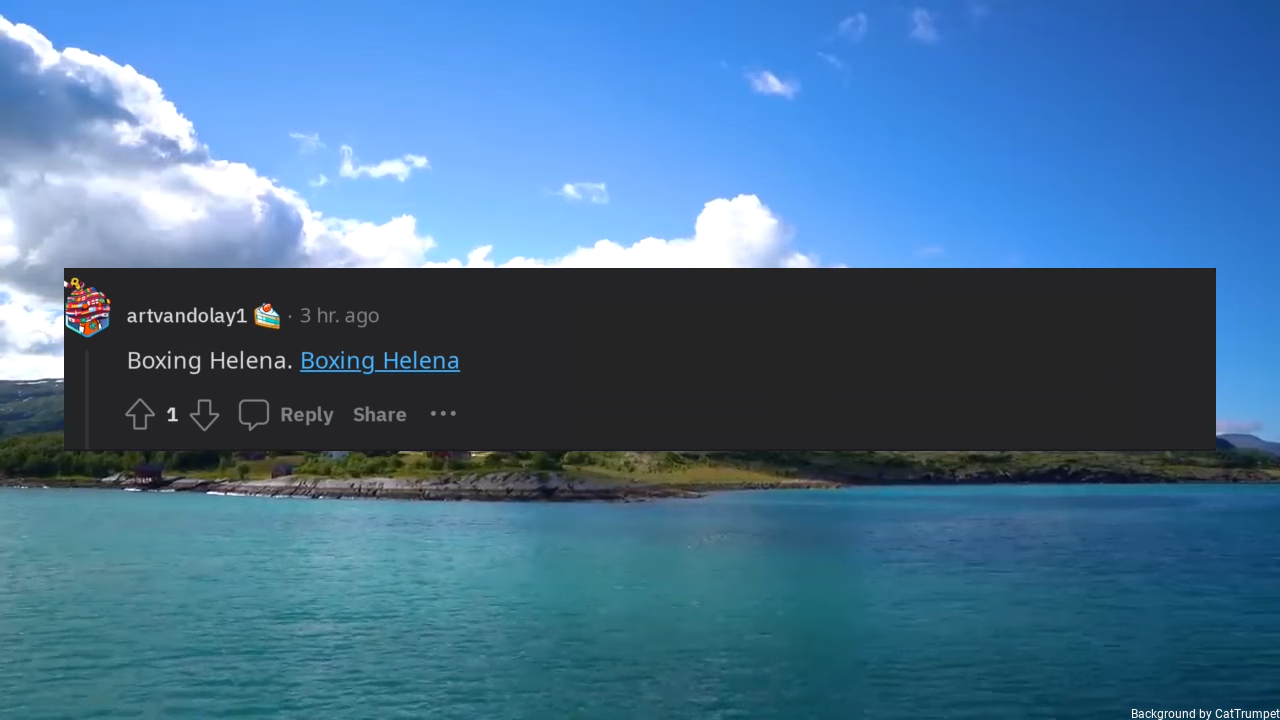 artvandolay1 · 3 hr. ago
Boxing Helena. Boxing Helena
1 Reply Share ···
Background by CatTrumpet